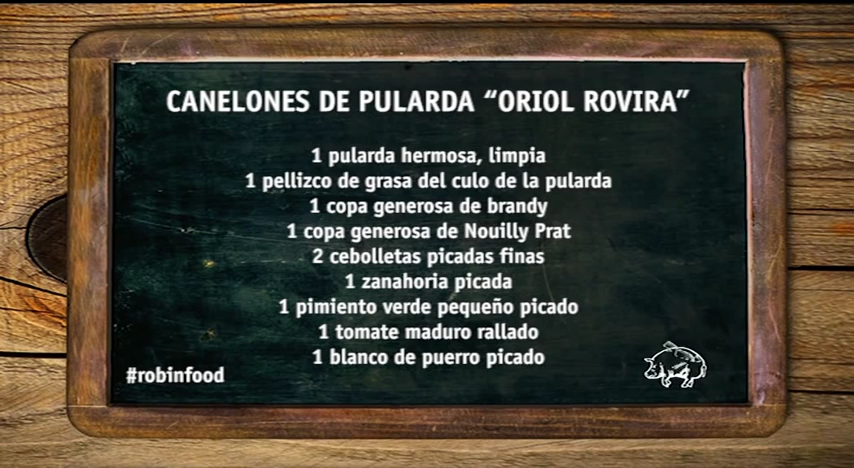 CANELONES DE PULARDA “ORIOL ROVIRA”
1 pularda hermosa, limpia
1 pellizco de grasa del culo de la pularda
1 copa generosa de brandy
1 copa generosa de Nouilly Prat
2 cebolletas picadas finas
1 zanahoria picada
1 pimiento verde pequeño picado
1 tomate maduro rallado
1 blanco de puerro picado
#robinfood